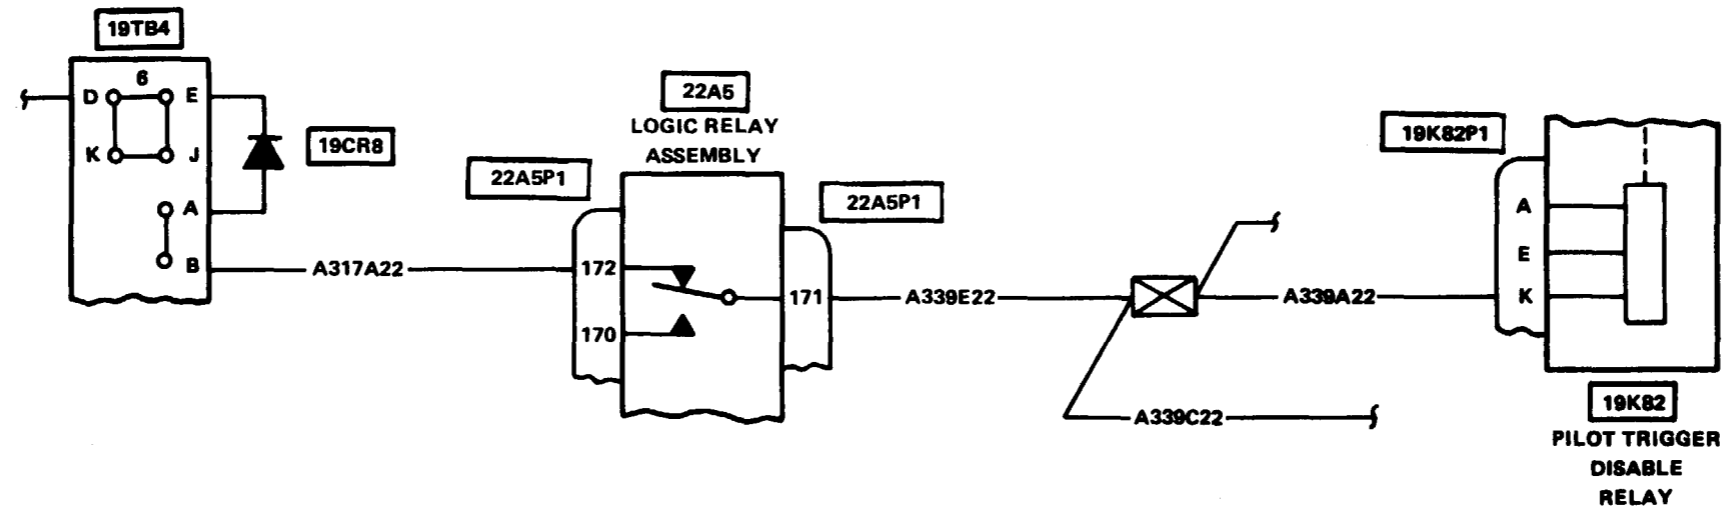 19TB4
6
D E
K J
A
B
19CR8
A317A22
22A5P1
22A5
LOGIC RELAY
ASSEMBLY
22A5P1
172
170
171
A339E22
A339A22
A339C22
19K82P1
A
E
K
19K82
PILOT TRIGGER
DISABLE
RELAY